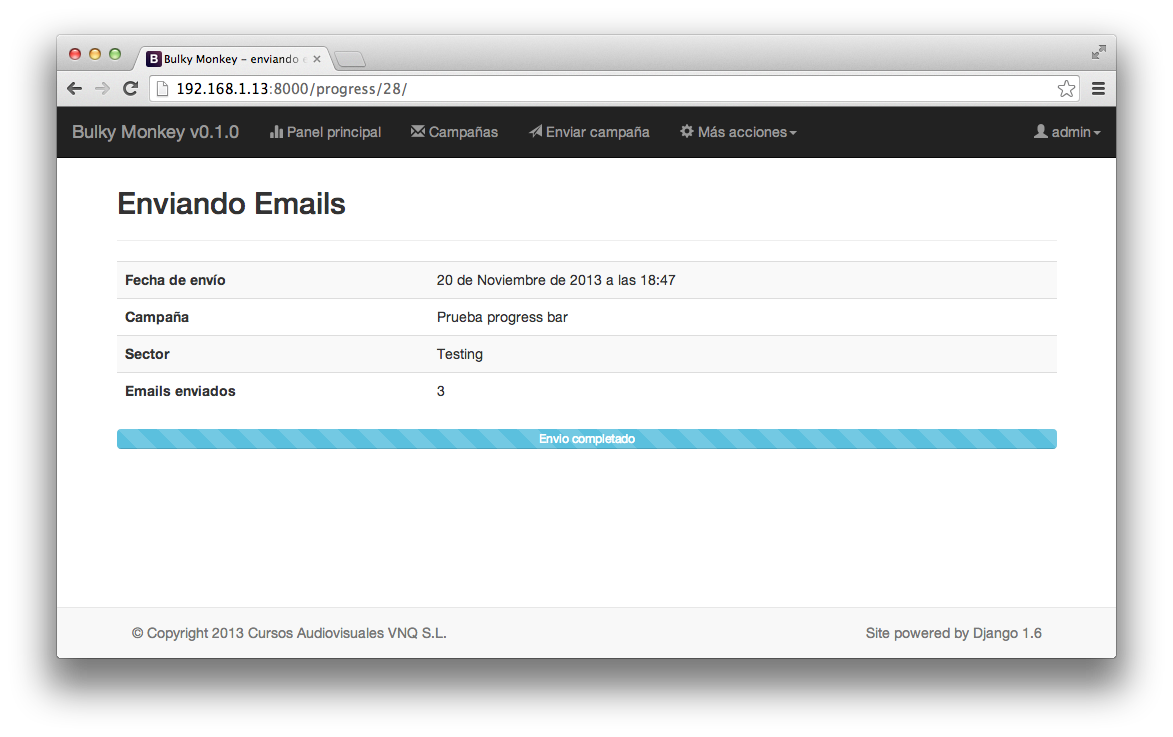 Bulky Monkey – enviando
192.168.1.13:8000/progress/28/
Bulky Monkey v0.1.0 Panel principal Campañas Enviar campaña Más acciones admin
Enviando Emails
Fecha de envío 20 de Noviembre de 2013 a las 18:47
Campaña Prueba progress bar
Sector Testing
Emails enviados 3
Envio completado
© Copyright 2013 Cursos Audiovisuales VNQ S.L. Site powered by Django 1.6